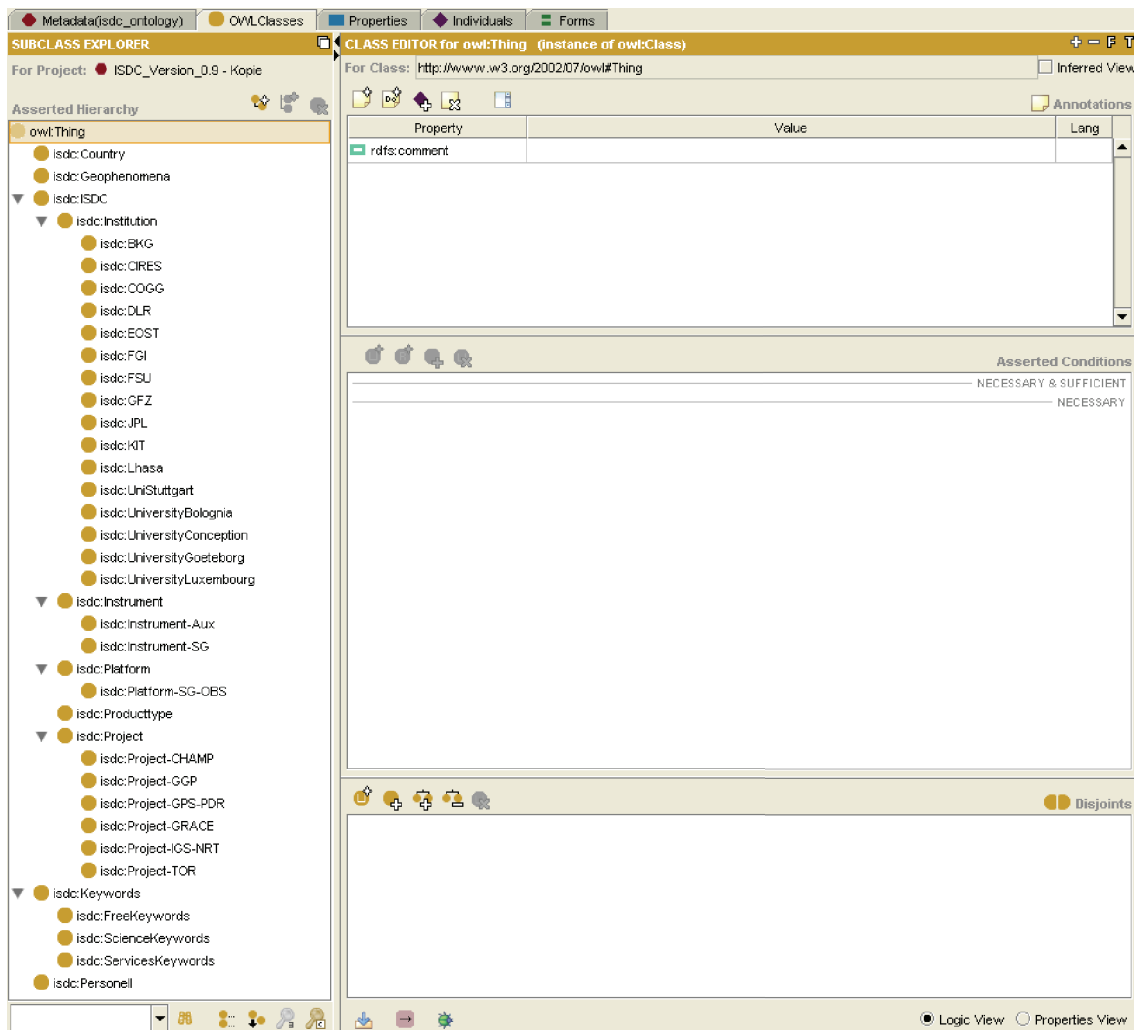 Metadata(isdc_ontology) OWLClasses Properties Individuals Forms
SUBCLASS EXPLORER
For Project: ISDC_Version_0.9 - Kopie
Asserted Hierarchy
owl:Thing
isdc:Country
isdc:Geophenomena
isdc:ISDC
isdc:Institution
isdc:BKG
isdc:CIRES
isdc:COGG
isdc:DLR
isdc:EOST
isdc:FGI
isdc:FSU
isdc:GFZ
isdc:JPL
isdc:KIT
isdc:Lhasa
isdc:UniStuttgart
isdc:UniversityBolognia
isdc:UniversityConception
isdc:UniversityGoeteborg
isdc:UniversityLuxembourg
isdc:Instrument
isdc:Instrument-Aux
isdc:Instrument-SG
isdc:Platform
isdc:Platform-SG-OBS
isdc:Producttype
isdc:Project
isdc:Project-CHAMP
isdc:Project-GGP
isdc:Project-GPS-PDR
isdc:Project-GRACE
isdc:Project-IGS-NRT
isdc:Project-TOR
isdc:Keywords
isdc:FreeKeywords
isdc:ScienceKeywords
isdc:ServicesKeywords
isdc:Personell
CLASS EDITOR for owl:Thing (instance of owl:Class) + − F T
For Class: http://www.w3.org/2002/07/owl#Thing Inferred View
Annotations
Property Value Lang
rdfs:comment
Asserted Conditions
NECESSARY & SUFFICIENT
NECESSARY
Disjoints
Logic View Properties View